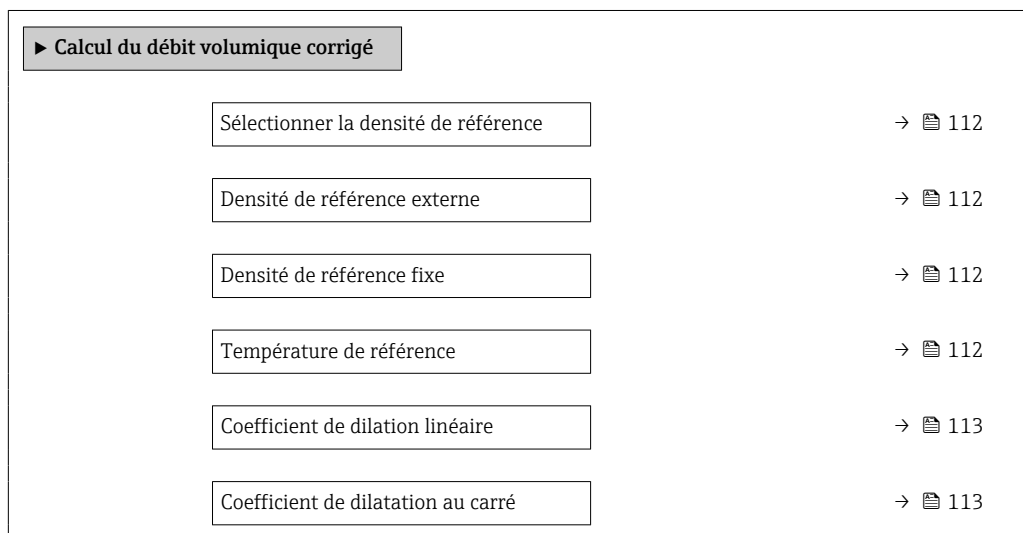 ► Calcul du débit volumique corrigé
Sélectionner la densité de référence → 112
Densité de référence externe → 112
Densité de référence fixe → 112
Température de référence → 112
Coefficient de dilation linéaire → 113
Coefficient de dilatation au carré → 113